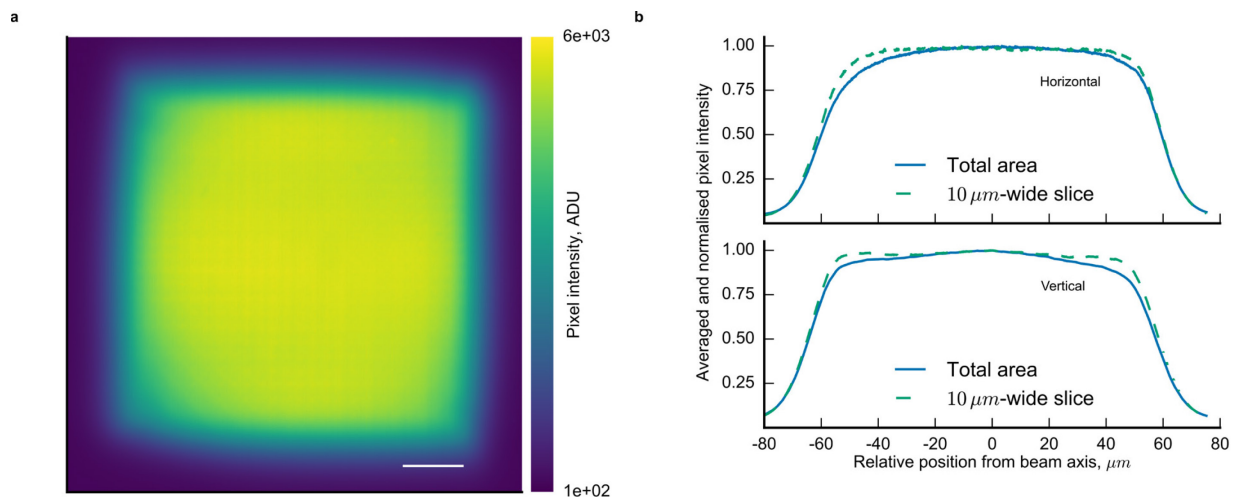 a
6e+03
Pixel intensity, ADU
1e+02
b
Averaged and normalised pixel intensity
1.00
0.75
0.50
0.25
Horizontal
Total area
10 μm-wide slice
1.00
0.75
0.50
0.25
Vertical
Total area
10 μm-wide slice
-80 -60 -40 -20 0 20 40 60 80
Relative position from beam axis, μm